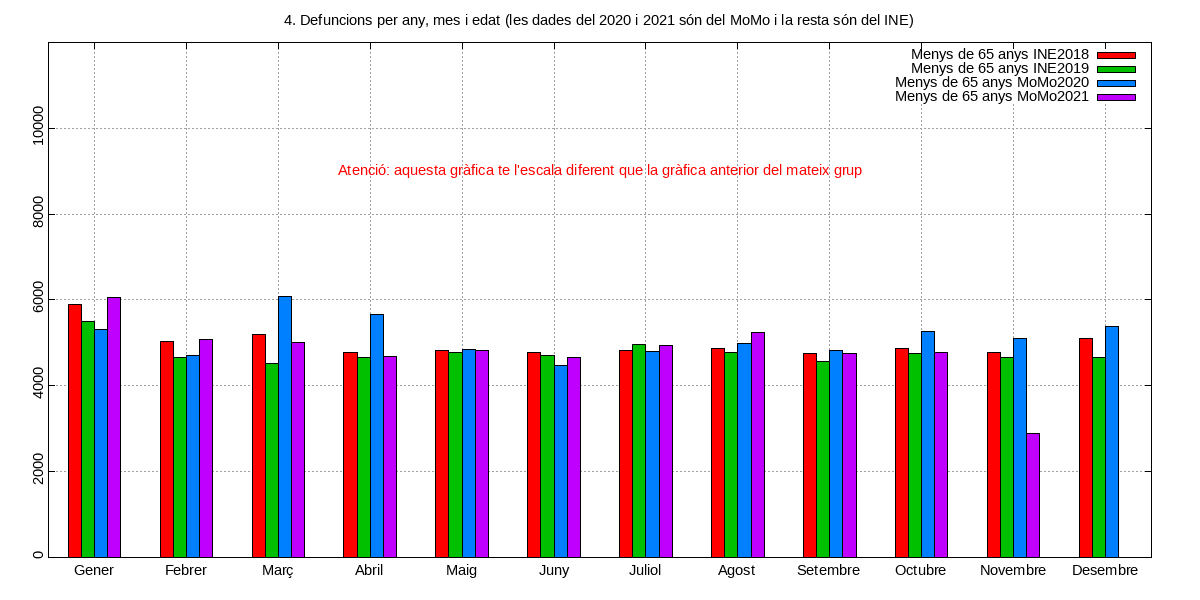 4. Defuncions per any, mes i edat (les dades del 2020 i 2021 són del MoMo i la resta són del INE)
Menys de 65 anys INE2018
Menys de 65 anys INE2019
Menys de 65 anys MoMo2020
Menys de 65 anys MoMo2021
Atenció: aquesta gràfica te l'escala diferent que la gràfica anterior del mateix grup
10000
8000
6000
4000
2000
0
Gener Febrer Març Abril Maig Juny Juliol Agost Setembre Octubre Novembre Desembre